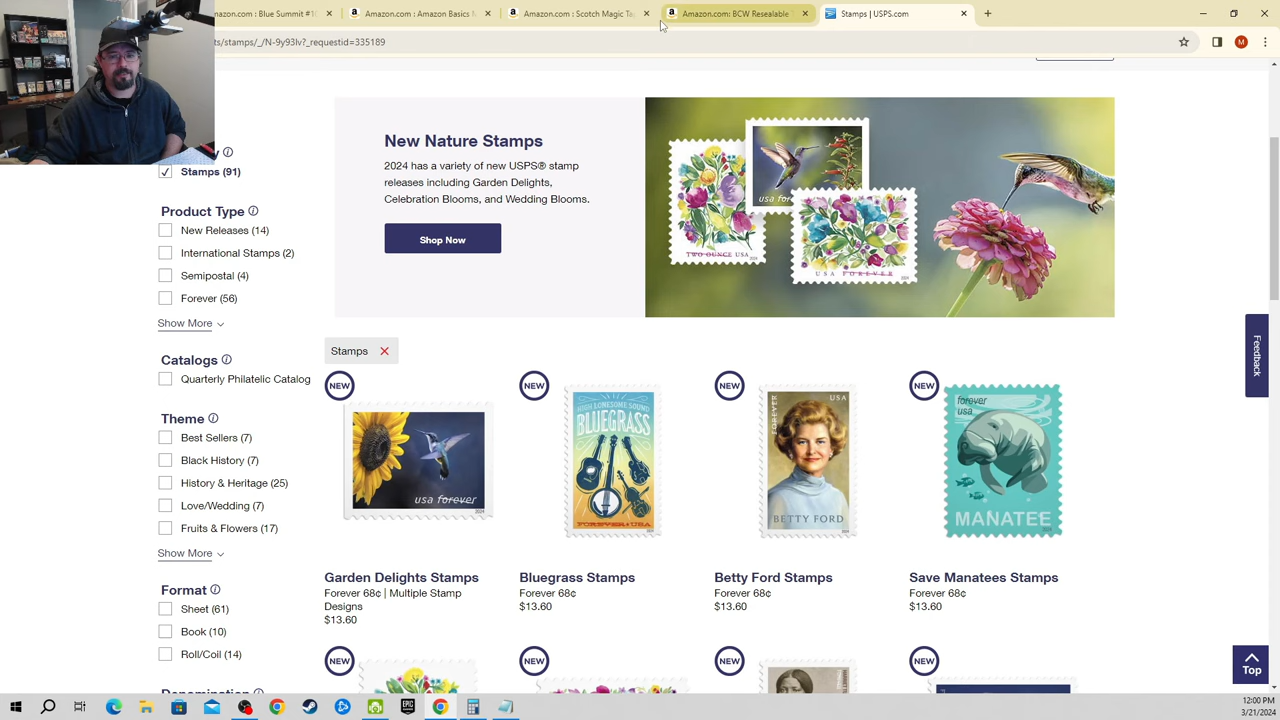 amazon.com : Blue Summit #10
Amazon.com : Amazon Basics M
Amazon.com : Scotch Magic Ta
Amazon.com: BCW Resealable T
Stamps | USPS.com
ts/stamps/_/N-9y93lv?_requestid=335189
M
New Nature Stamps
2024 has a variety of new USPS® stamp
releases including Garden Delights,
Celebration Blooms, and Wedding Blooms.
Shop Now
usa for
TWO OUNCE USA
USA FOREVER
Stamps (91)
Product Type
New Releases (14)
International Stamps (2)
Semipostal (4)
Forever (56)
Show More
Catalogs
Quarterly Philatelic Catalog
Theme
Best Sellers (7)
Black History (7)
History & Heritage (25)
Love/Wedding (7)
Fruits & Flowers (17)
Show More
Format
Sheet (61)
Book (10)
Roll/Coil (14)
Denomination
Feedback
Stamps
NEW
NEW
NEW
NEW
usa forever
HIGH LONESOME SOUND
BLUEGRASS
FOREVER USA
FOREVER
USA
BETTY FORD
forever
usa
MANATEE
Garden Delights Stamps
Forever 68¢ | Multiple Stamp
Designs
$13.60
Bluegrass Stamps
Forever 68¢
$13.60
Betty Ford Stamps
Forever 68¢
$13.60
Save Manatees Stamps
Forever 68¢
$13.60
NEW
NEW
NEW
NEW
Top
EPIC
12:00 PM
3/21/2024